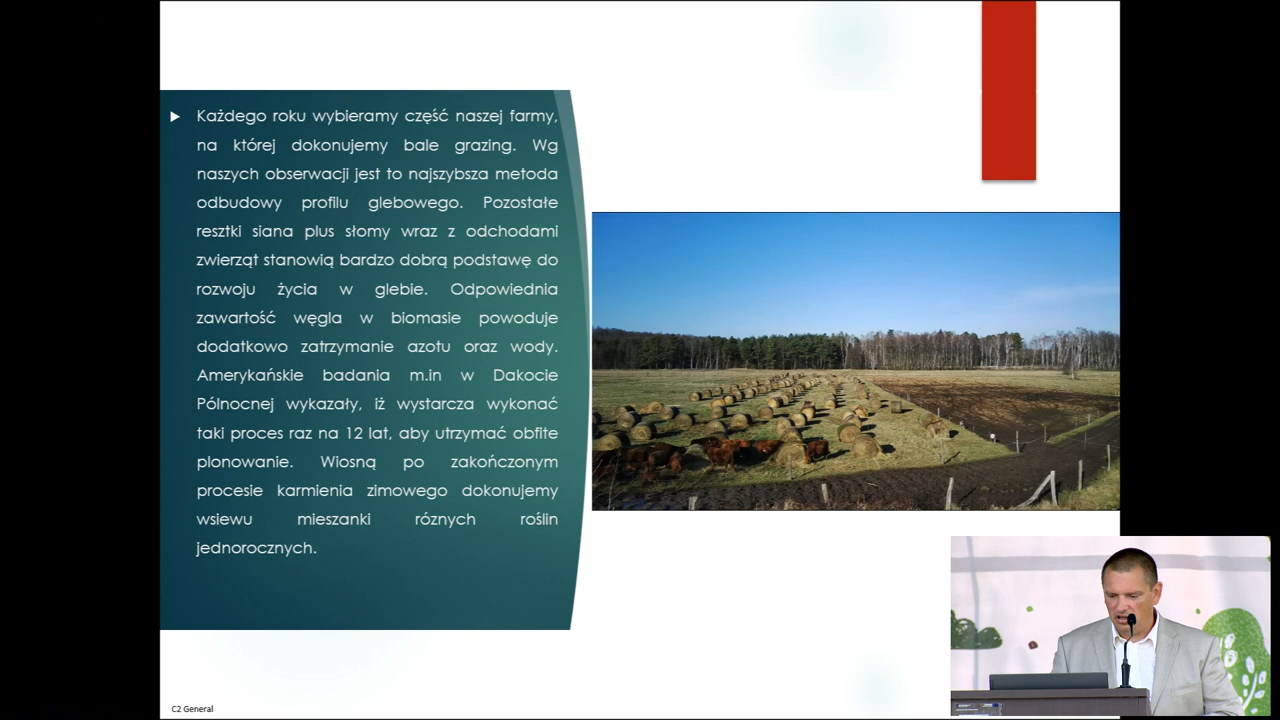 Każdego roku wybieramy część naszej farmy,
na której dokonujemy bale grazing. Wg
naszych obserwacji jest to najszybsza metoda
odbudowy profilu glebowego. Pozostałe
resztki siana plus słomy wraz z odchodami
zwierząt stanowią bardzo dobrą podstawę do
rozwoju życia w glebie. Odpowiednia
zawartość węgla w biomasie powoduje
dodatkowo zatrzymanie azotu oraz wody.
Amerykańskie badania m.in w Dakocie
Północnej wykazały, iż wystarcza wykonać
taki proces raz na 12 lat, aby utrzymać obfite
plonowanie. Wiosną po zakończonym
procesie karmienia zimowego dokonujemy
wsiewu mieszanki róznych roślin
jednorocznych.
C2 General